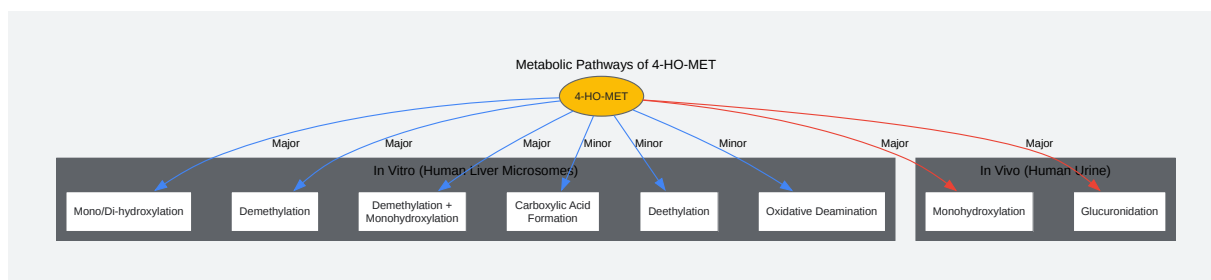 Metabolic Pathways of 4-HO-MET
4-HO-MET
Major
Major
Major
Minor
Minor
Minor
Major
Major
In Vitro (Human Liver Microsomes)
In Vivo (Human Urine)
Mono/Di-hydroxylation
Demethylation
Demethylation +
Monohydroxylation
Carboxylic Acid
Formation
Deethylation
Oxidative Deamination
Monohydroxylation
Glucuronidation